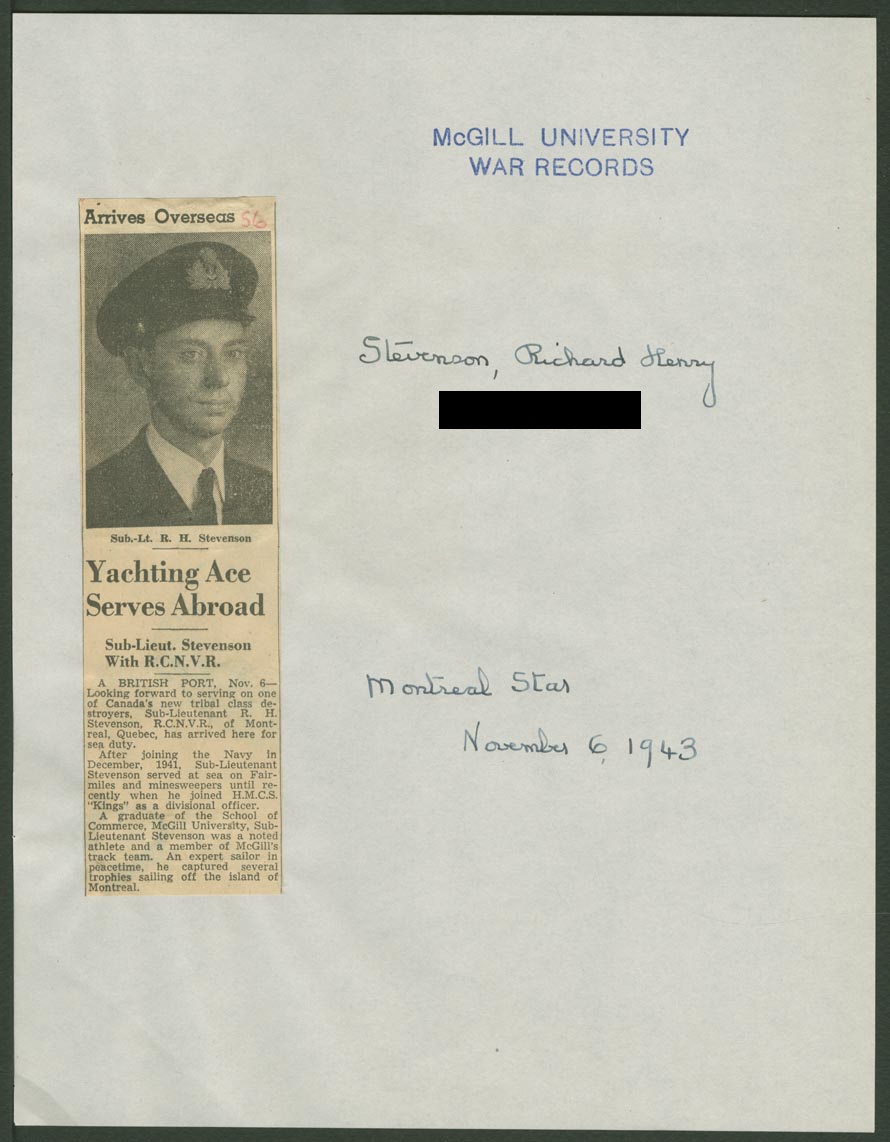 McGILL UNIVERSITY
WAR RECORDS
Arrives Overseas 56
Sub.-Lt. R. H. Stevenson
Yachting Ace
Serves Abroad
Sub-Lieut. Stevenson
With R.C.N.V.R.
A BRITISH PORT, Nov. 6—
Looking forward to serving on one
of Canada's new tribal class de-
stroyers, Sub-Lieutenant R. H.
Stevenson, R.C.N.V.R., of Mont-
real, Quebec, has arrived here for
sea duty.
After joining the Navy in
December, 1941, Sub-Lieutenant
Stevenson served at sea on Fair-
miles and minesweepers until re-
cently when he joined H.M.C.S.
"Kings" as a divisional officer.
A graduate of the School of
Commerce, McGill University, Sub-
Lieutenant Stevenson was a noted
athlete and a member of McGill's
track team. An expert sailor in
peacetime, he captured several
trophies sailing off the island of
Montreal.
Stevenson, Richard Henry
Montreal Star
November 6, 1943